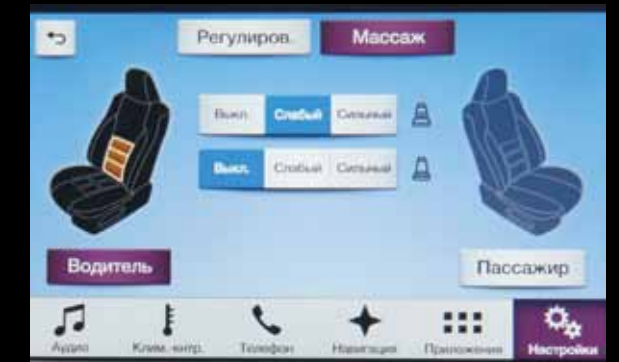 Регулиров. Массаж
Выкл. Слабый Сильный
Выкл. Слабый Сильный
Водитель Пассажир
Аудио Клим. контр. Телефон Навигация Приложения Настройки